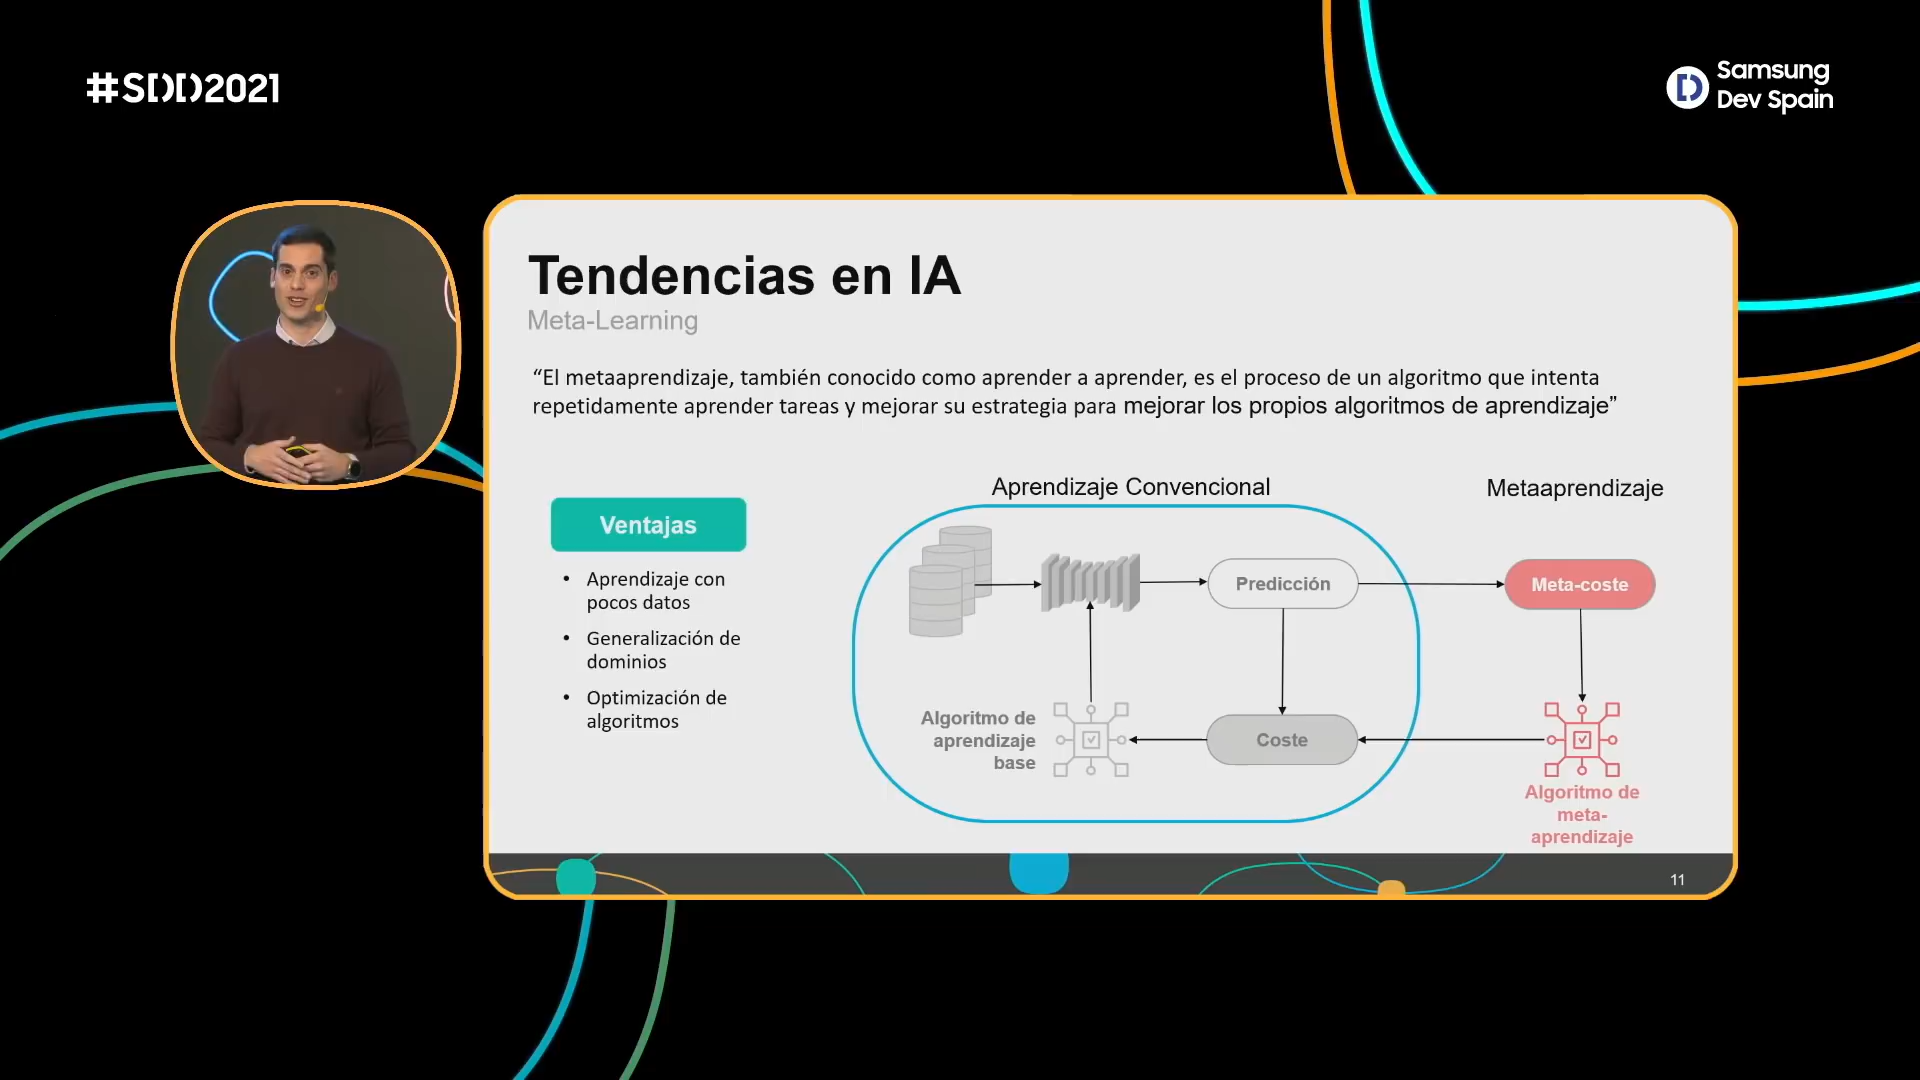 #SDD2021
Samsung
Dev Spain
Tendencias en IA
Meta-Learning
“El metaaprendizaje, también conocido como aprender a aprender, es el proceso de un algoritmo que intenta
repetidamente aprender tareas y mejorar su estrategia para mejorar los propios algoritmos de aprendizaje”
Ventajas
• Aprendizaje con
pocos datos
• Generalización de
dominios
• Optimización de
algoritmos
Aprendizaje Convencional
Metaaprendizaje
Predicción
Meta-coste
Algoritmo de
aprendizaje
base
Coste
Algoritmo de
meta-
aprendizaje
11